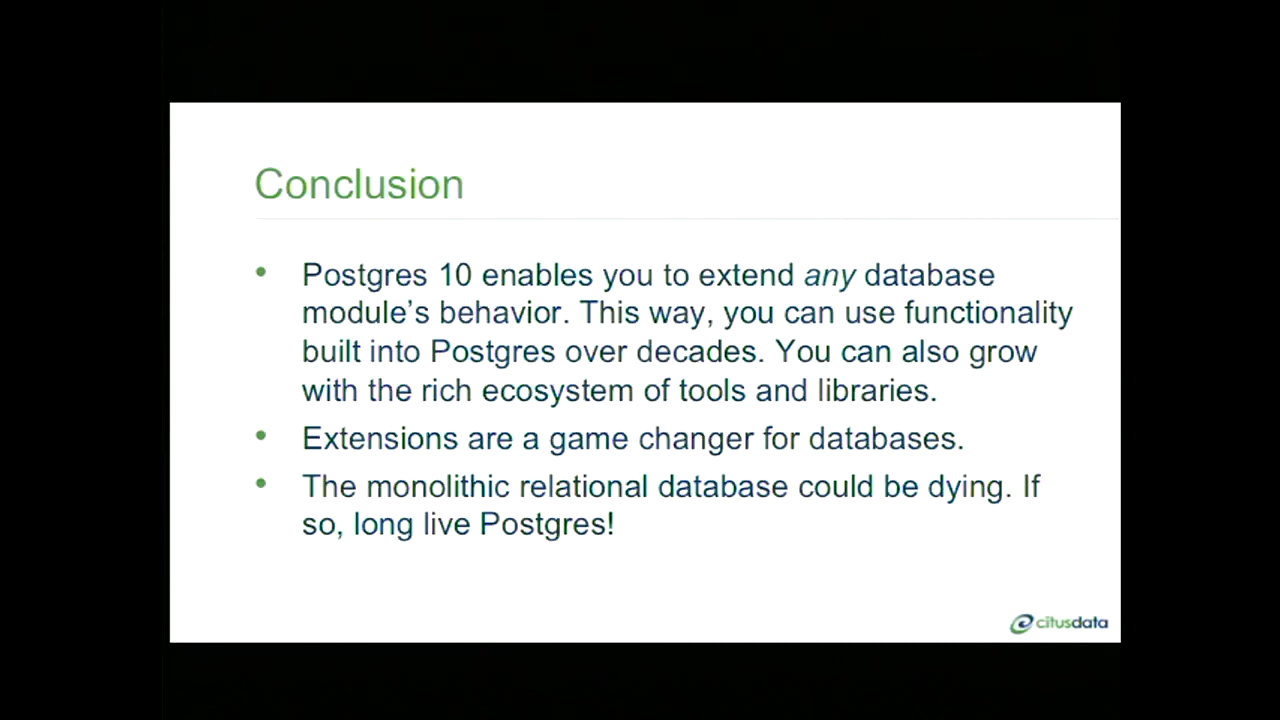 Conclusion
• Postgres 10 enables you to extend any database
module’s behavior. This way, you can use functionality
built into Postgres over decades. You can also grow
with the rich ecosystem of tools and libraries.
• Extensions are a game changer for databases.
• The monolithic relational database could be dying. If
so, long live Postgres!
citusdata